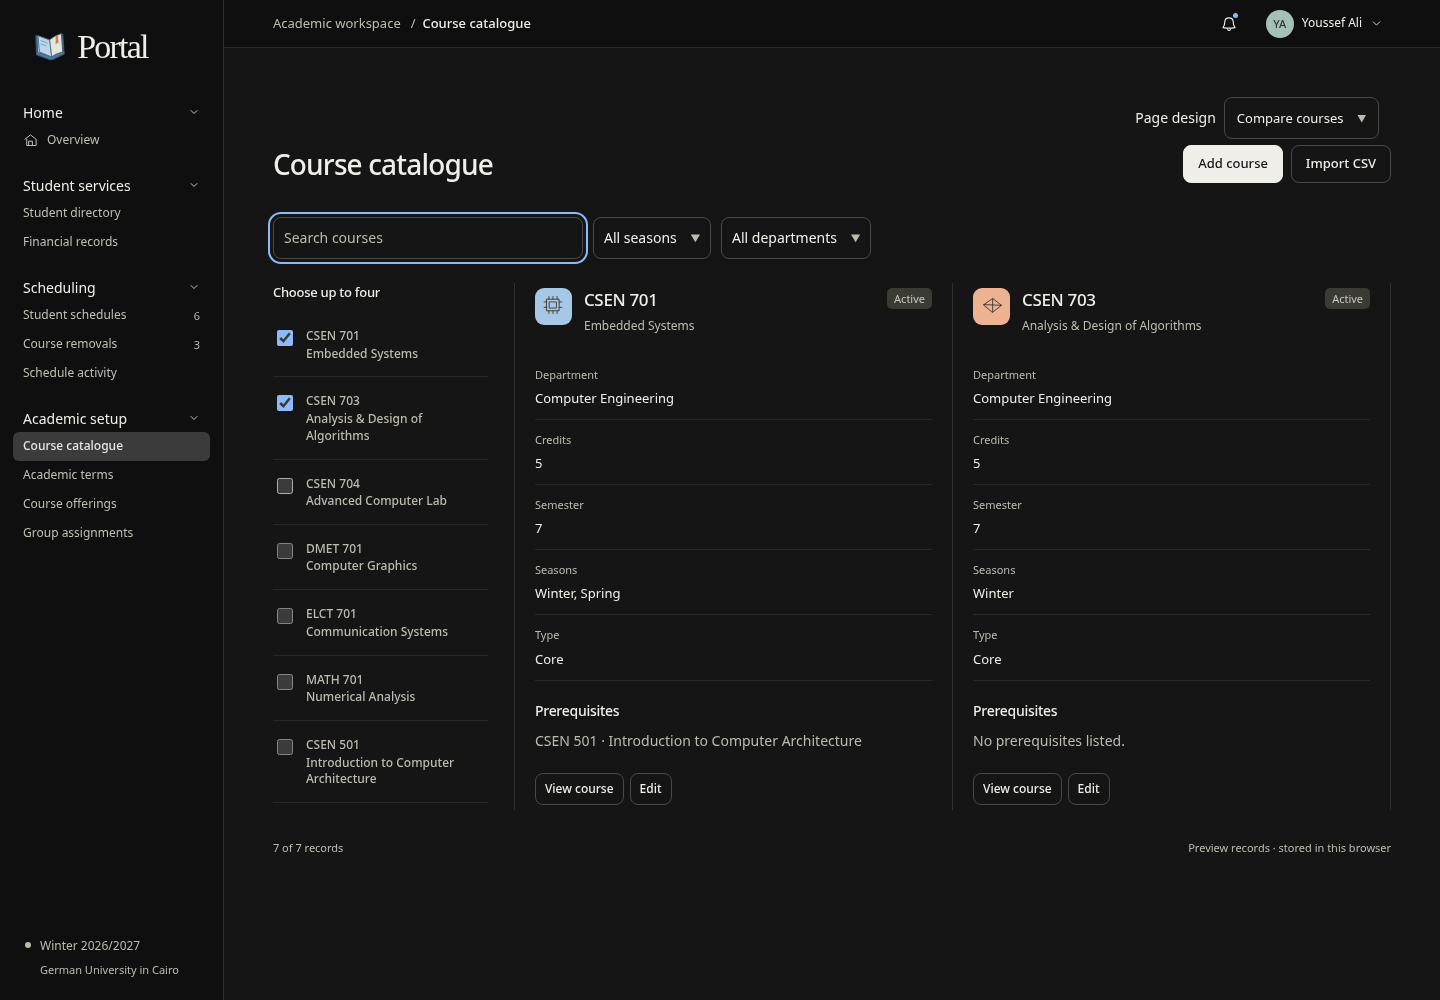 Portal
Home
Overview
Student services
Student directory
Financial records
Scheduling
Student schedules 6
Course removals 3
Schedule activity
Academic setup
Course catalogue
Academic terms
Course offerings
Group assignments
Winter 2026/2027
German University in Cairo
Academic workspace / Course catalogue
YA Youssef Ali
Page design Compare courses
Course catalogue
Add course Import CSV
Search courses All seasons All departments
Choose up to four
CSEN 701
Embedded Systems
CSEN 703
Analysis & Design of
Algorithms
CSEN 704
Advanced Computer Lab
DMET 701
Computer Graphics
ELCT 701
Communication Systems
MATH 701
Numerical Analysis
CSEN 501
Introduction to Computer
Architecture
CSEN 701 Active
Embedded Systems
Department
Computer Engineering
Credits
5
Semester
7
Seasons
Winter, Spring
Type
Core
Prerequisites
CSEN 501 · Introduction to Computer Architecture
View course Edit
CSEN 703 Active
Analysis & Design of Algorithms
Department
Computer Engineering
Credits
5
Semester
7
Seasons
Winter
Type
Core
Prerequisites
No prerequisites listed.
View course Edit
7 of 7 records
Preview records · stored in this browser